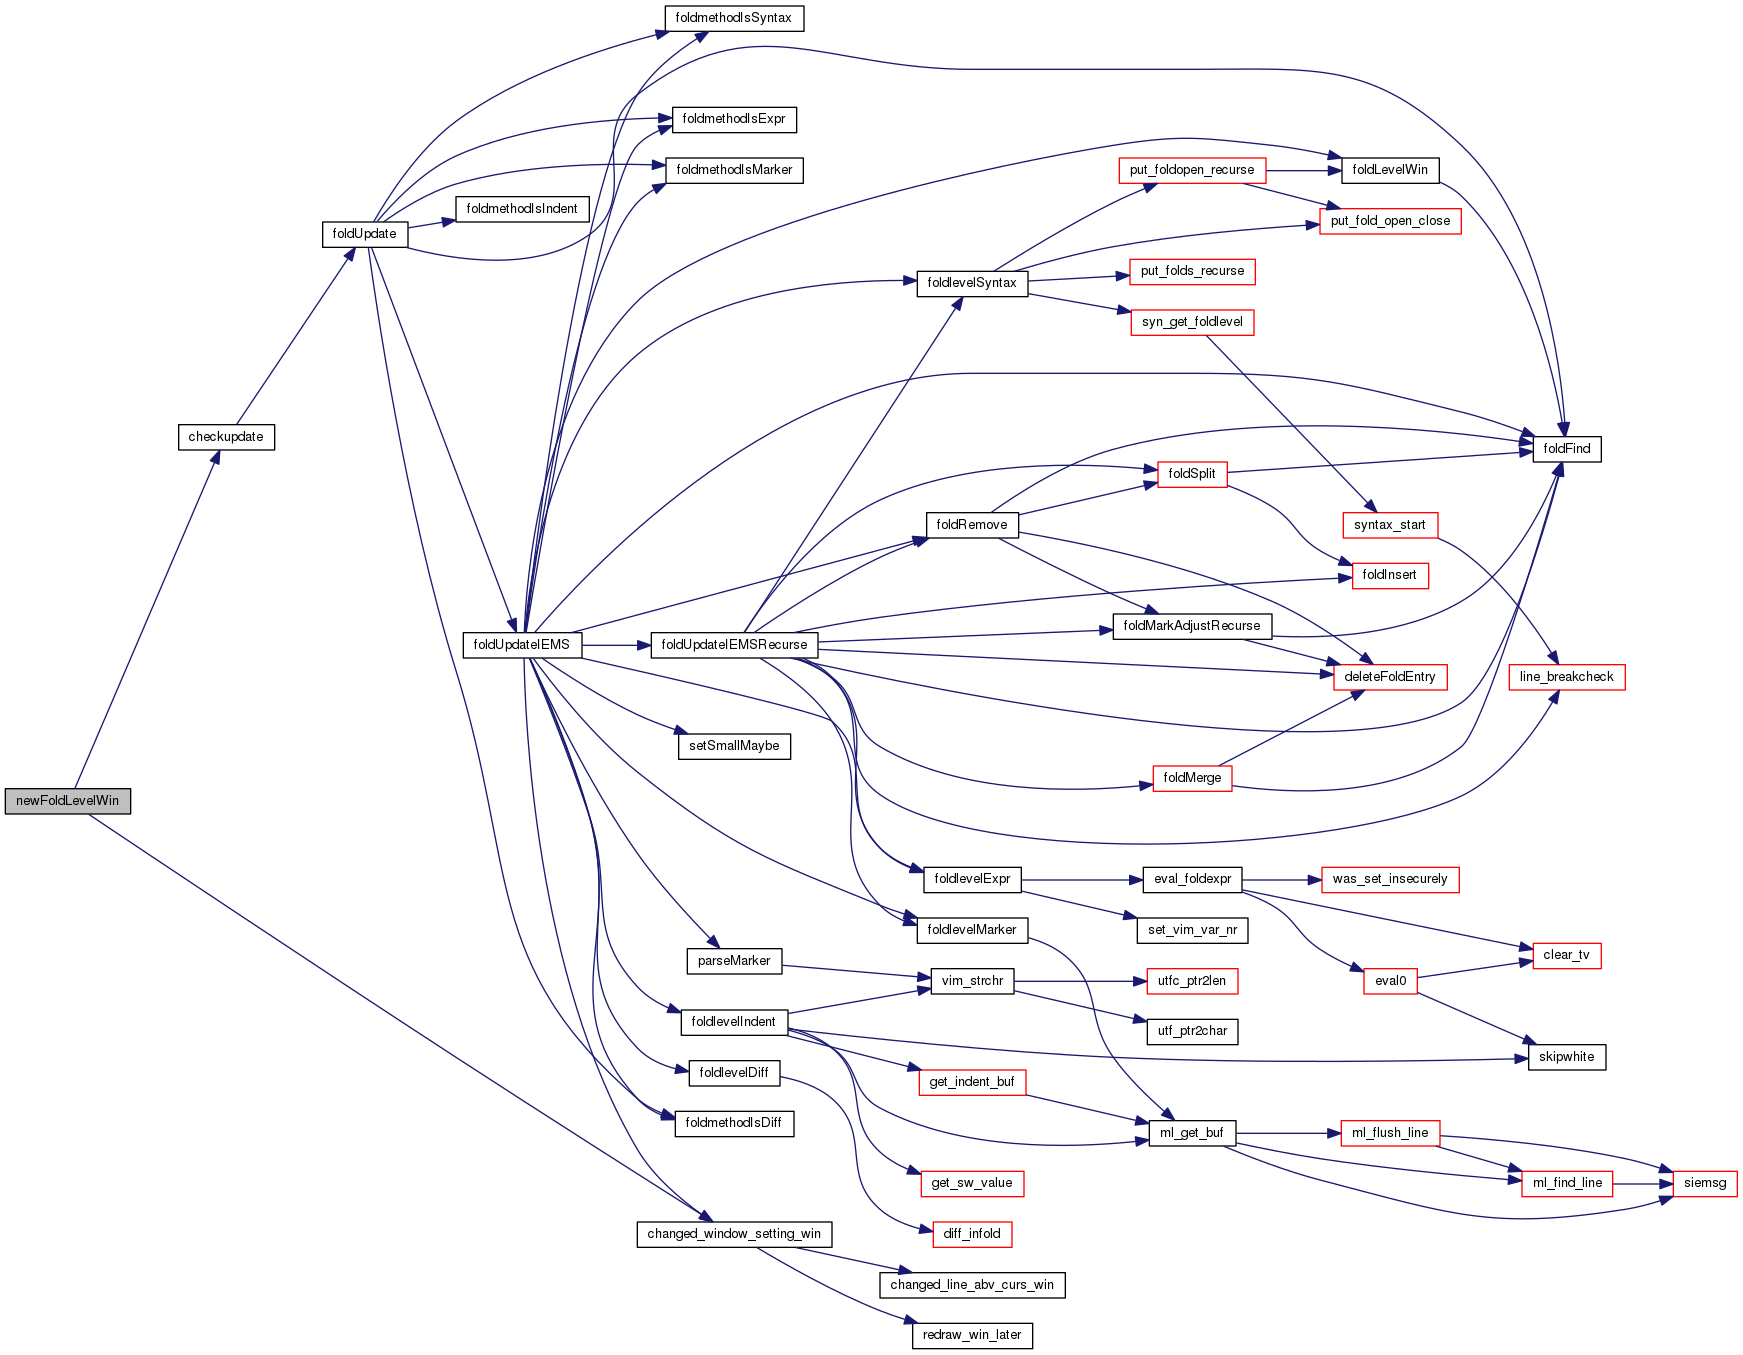 foldmethodIsSyntax
foldmethodIsExpr
foldmethodIsMarker
foldLevelWin
put_foldopen_recurse
foldmethodIsIndent
put_fold_open_close
foldUpdate
put_folds_recurse
foldlevelSyntax
syn_get_foldlevel
checkupdate
foldFind
foldSplit
foldRemove
syntax_start
foldInsert
foldMarkAdjustRecurse
foldUpdateIEMS
foldUpdateIEMSRecurse
deleteFoldEntry
line_breakcheck
setSmallMaybe
foldMerge
newFoldLevelWin
foldlevelExpr
eval_foldexpr
was_set_insecurely
foldlevelMarker
set_vim_var_nr
clear_tv
parseMarker
vim_strchr
utfc_ptr2len
eval0
foldlevelIndent
utf_ptr2char
skipwhite
foldlevelDiff
get_indent_buf
foldmethodIsDiff
ml_get_buf
ml_flush_line
get_sw_value
ml_find_line
siemsg
changed_window_setting_win
diff_infold
changed_line_abv_curs_win
redraw_win_later